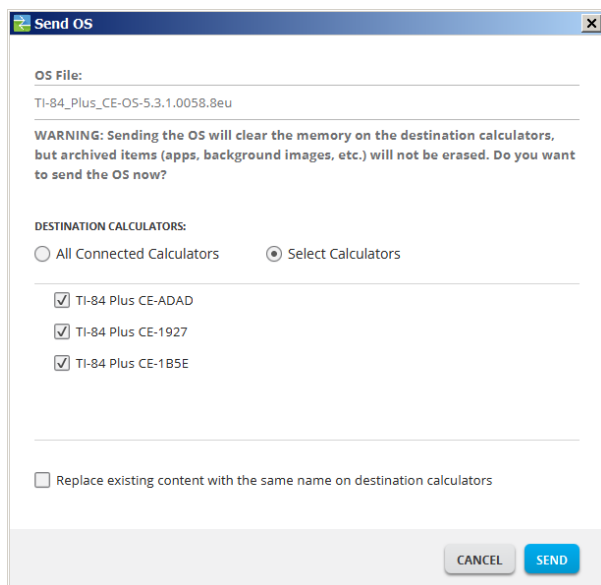 Send OS
OS File:
TI-84_Plus_CE-OS-5.3.1.0058.8eu
WARNING: Sending the OS will clear the memory on the destination calculators,
but archived items (apps, background images, etc.) will not be erased. Do you want
to send the OS now?
DESTINATION CALCULATORS:
All Connected Calculators Select Calculators
TI-84 Plus CE-ADAD
TI-84 Plus CE-1927
TI-84 Plus CE-1B5E
Replace existing content with the same name on destination calculators
CANCEL SEND